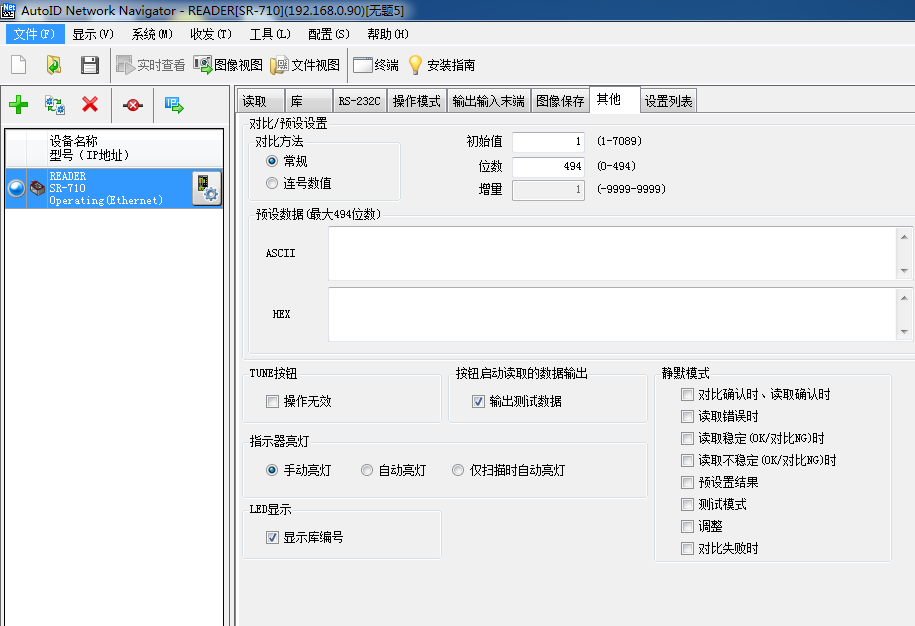 AutoID Network Navigator - READER[SR-710](192.168.0.90)[无题5]
文件(F) 显示(V) 系统(M) 收发(T) 工具(L) 配置(S) 帮助(H)
实时查看 图像视图 文件视图 终端 安装指南
IP
设备名称
型号(IP地址)
READER
SR-710
Operating(Ethernet)
读取 库 RS-232C 操作模式 输出输入末端 图像保存 其他 设置列表
对比/预设设置
对比方法
常规
连号数值
初始值 1 (1-7089)
位数 494 (0-494)
增量 1 (-9999-9999)
预设数据(最大494位数)
ASCII
HEX
TUNE按钮
操作无效
按钮启动读取的数据输出
输出测试数据
指示器亮灯
手动亮灯 自动亮灯 仅扫描时自动亮灯
LED显示
显示库编号
静默模式
对比确认时、读取确认时
读取错误时
读取稳定(OK/对比NG)时
读取不稳定(OK/对比NG)时
预设置结果
测试模式
调整
对比失败时